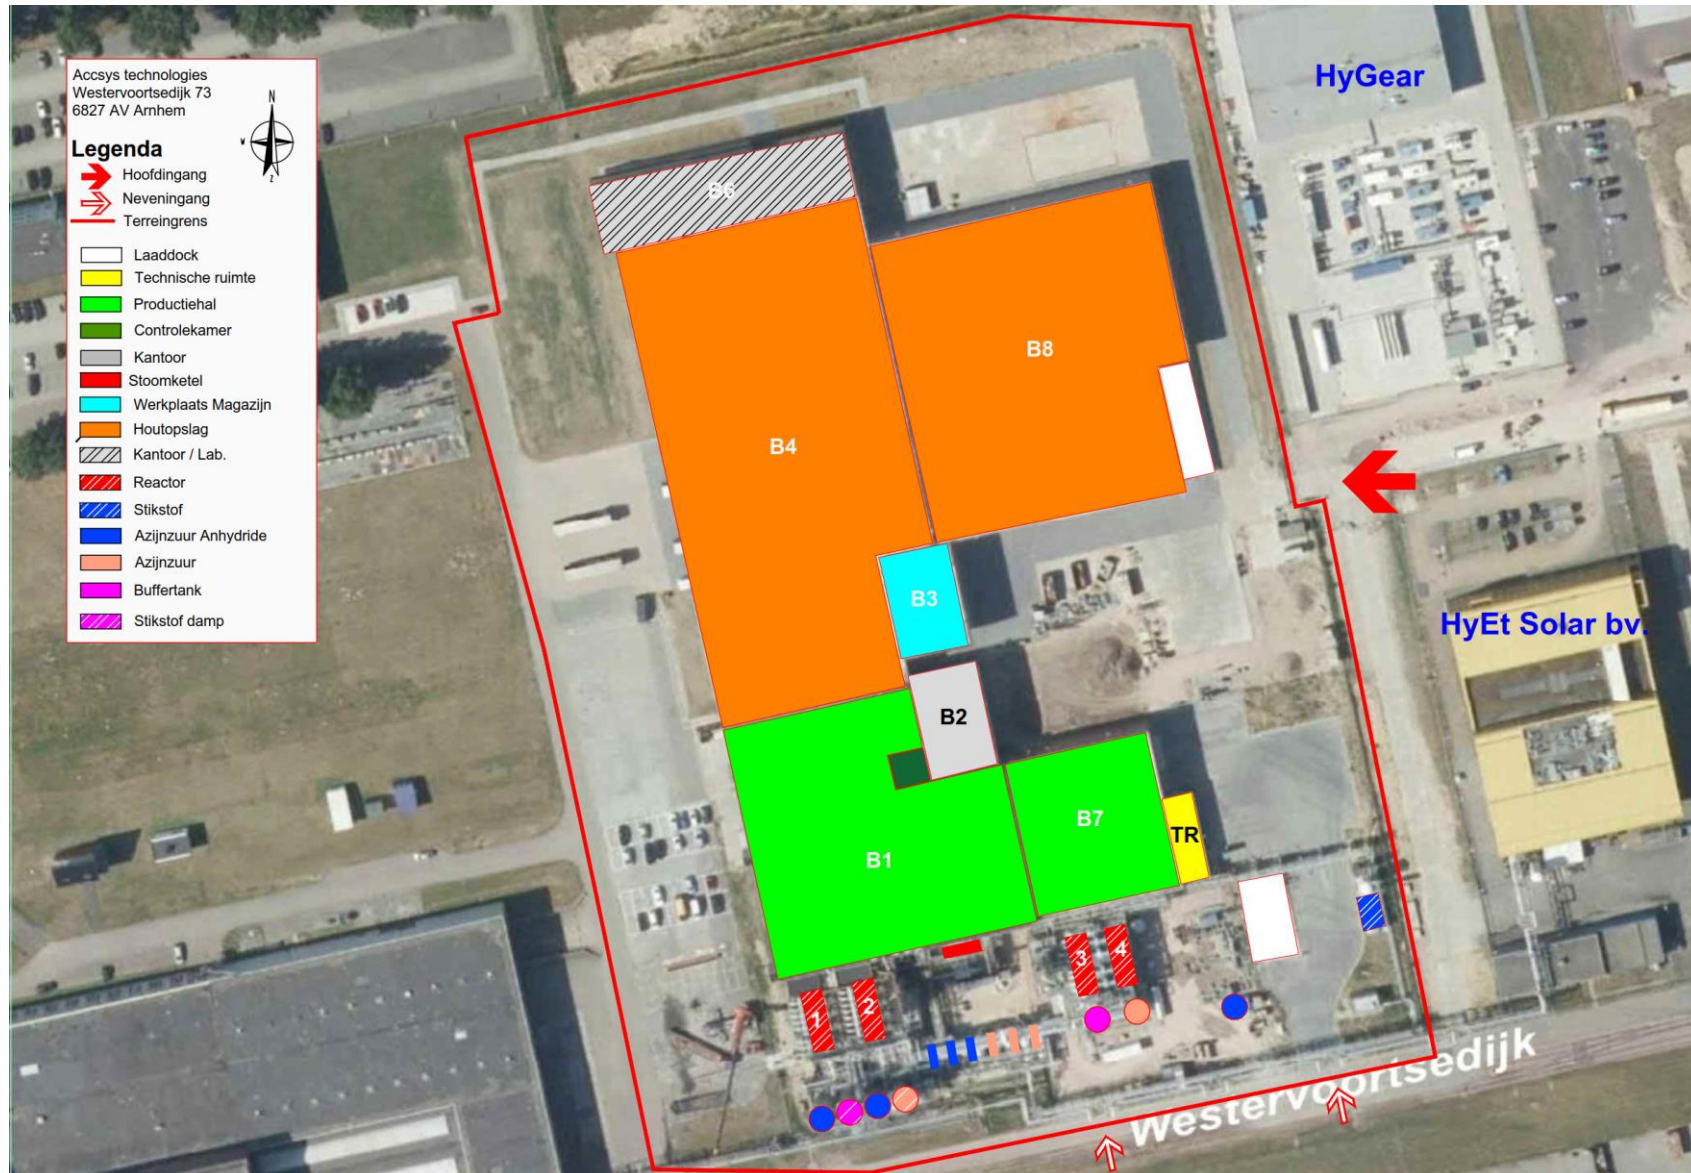 Accsys technologies
Westervoortsedijk 73
6827 AV Arnhem
N
W
Z
Legenda
Hoofdingang
Neveningang
Terreingrens
Laaddock
Technische ruimte
Productiehal
Controlekamer
Kantoor
Stoomketel
Werkplaats Magazijn
Houtopslag
Kantoor / Lab.
Reactor
Stikstof
Azijnzuur Anhydride
Azijnzuur
Buffertank
Stikstof damp
HyGear
B6
B8
B4
B3
HyEt Solar bv.
B2
B7
TR
B1
3
4
1
2
Westervoortsedijk